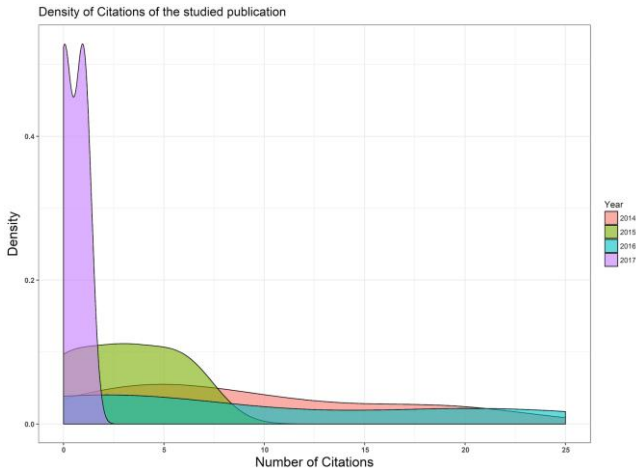 Density of Citations of the studied publication
Density
0.4
0.2
0.0
0 5 10 15 20 25
Number of Citations
Year
2014
2015
2016
2017